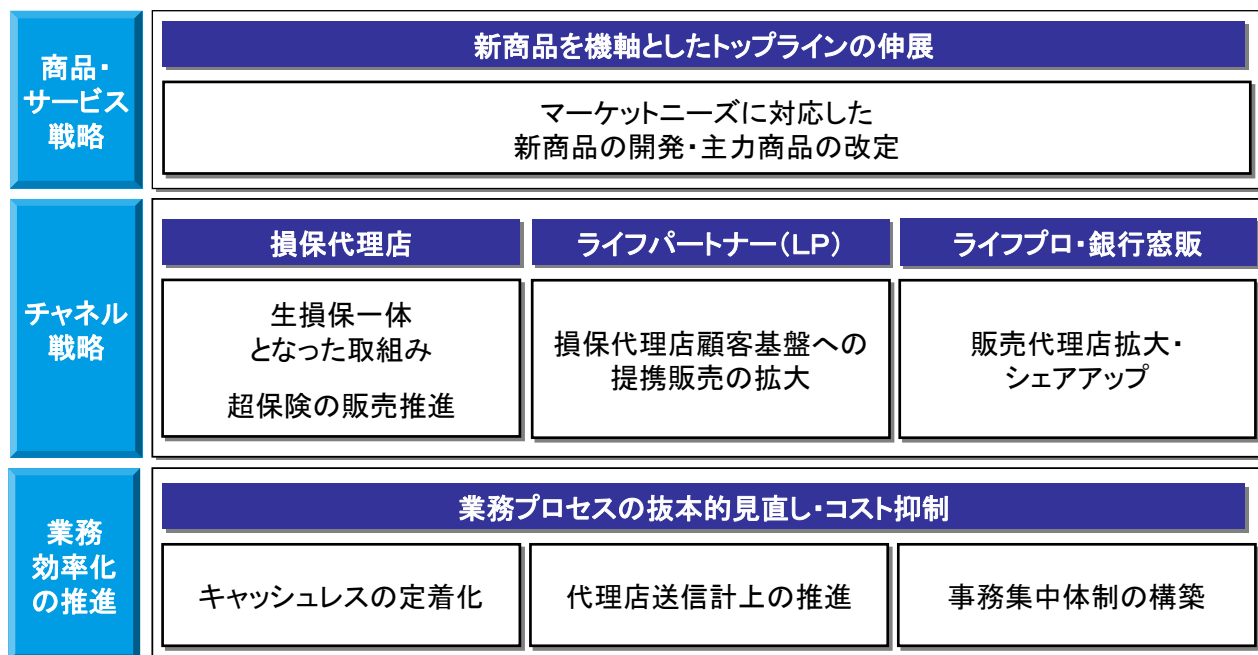 商品・
サービス
戦略
新商品を機軸としたトップラインの伸展
マーケットニーズに対応した
新商品の開発・主力商品の改定
チャネル
戦略
損保代理店
生損保一体
となった取組み
超保険の販売推進
ライフパートナー(LP)
損保代理店顧客基盤への
提携販売の拡大
ライフプロ・銀行窓販
販売代理店拡大・
シェアアップ
業務
効率化
の推進
業務プロセスの抜本的見直し・コスト抑制
キャッシュレスの定着化
代理店送信計上の推進
事務集中体制の構築